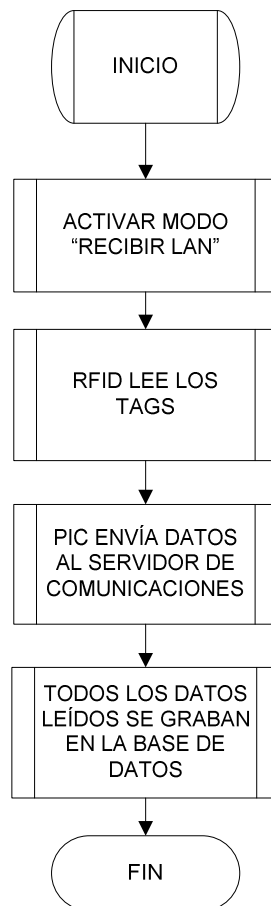 INICIO
ACTIVAR MODO
“RECIBIR LAN”
RFID LEE LOS
TAGS
PIC ENVÍA DATOS
AL SERVIDOR DE
COMUNICACIONES
TODOS LOS DATOS
LEÍDOS SE GRABAN
EN LA BASE DE
DATOS
FIN